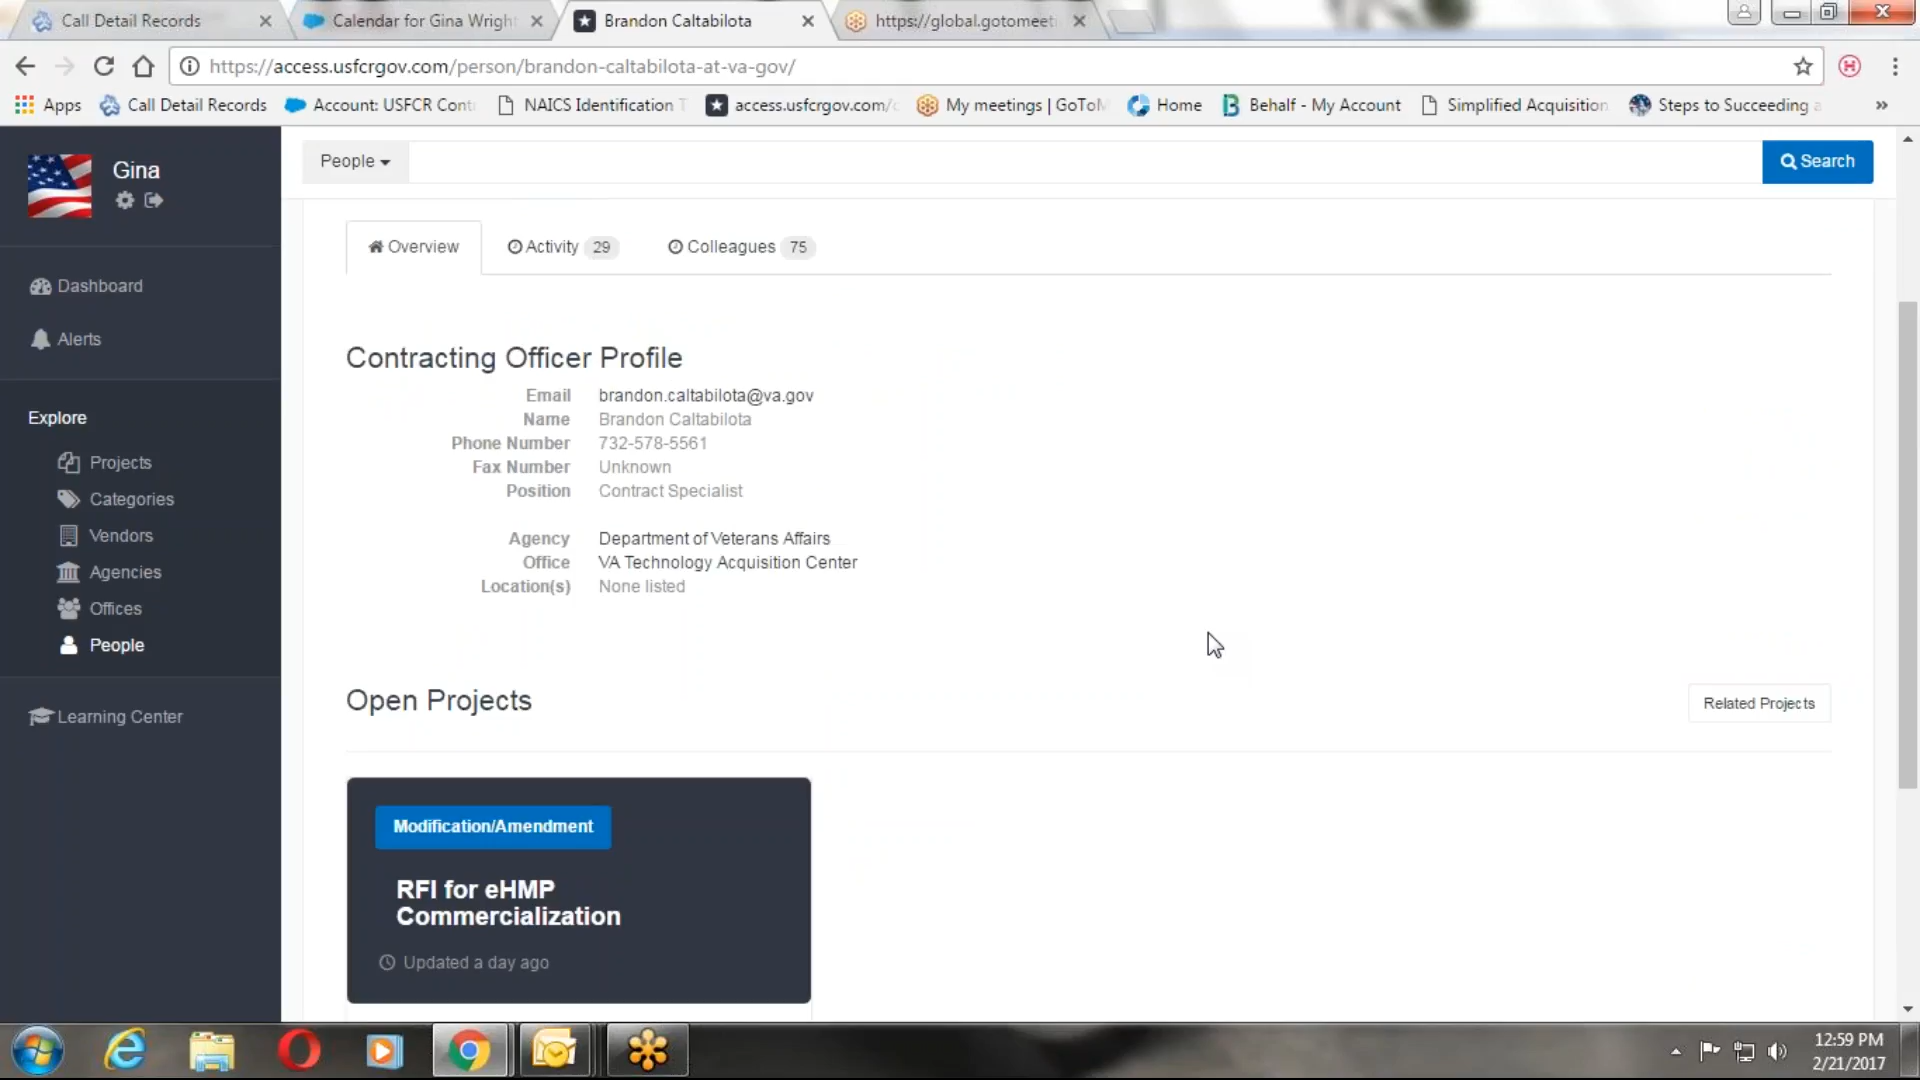 Call Detail Records
Calendar for Gina Wright
Brandon Caltabilota
https://global.gotomeeti
https://access.usfcrgov.com/person/brandon-caltabilota-at-va-gov/
Apps
Call Detail Records
Account: USFCR Cont
NAICS Identification T
access.usfcrgov.com/c
My meetings | GoToM
Home
Behalf - My Account
Simplified Acquisition
Steps to Succeeding a
»
Gina
People
Search
Dashboard
Alerts
Explore
Projects
Categories
Vendors
Agencies
Offices
People
Learning Center
Overview
Activity 29
Colleagues 75
Contracting Officer Profile
Email brandon.caltabilota@va.gov
Name Brandon Caltabilota
Phone Number 732-578-5561
Fax Number Unknown
Position Contract Specialist
Agency Department of Veterans Affairs
Office VA Technology Acquisition Center
Location(s) None listed
Open Projects
Related Projects
Modification/Amendment
RFI for eHMP
Commercialization
Updated a day ago
12:59 PM
2/21/2017